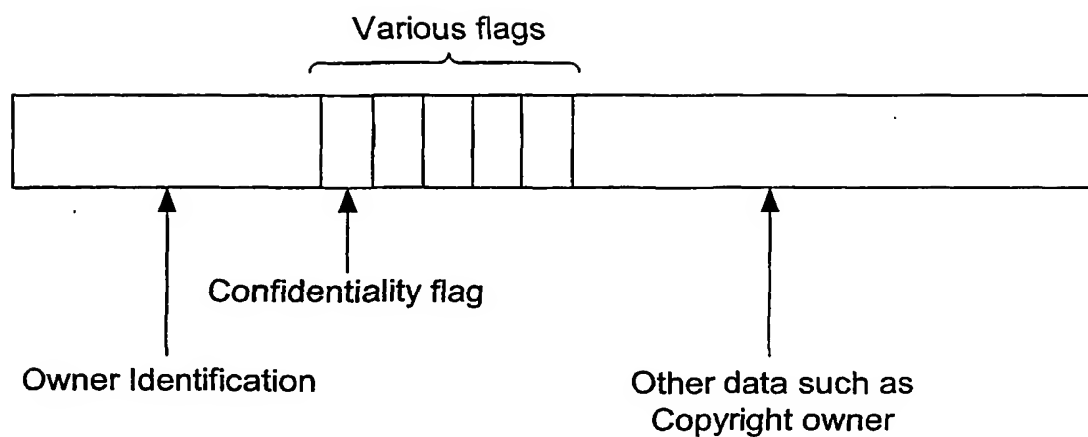 Various flags
Confidentiality flag
Owner Identification
Other data such as
Copyright owner